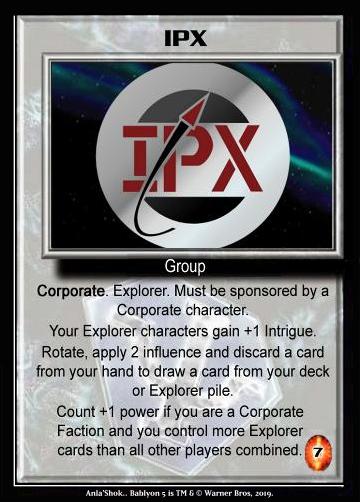 IPX
IPX
Group
Corporate. Explorer. Must be sponsored by a
Corporate character.
Your Explorer characters gain +1 Intrigue.
Rotate, apply 2 influence and discard a card
from your hand to draw a card from your deck
or Explorer pile.
Count +1 power if you are a Corporate
Faction and you control more Explorer
cards than all other players combined.
7
Anla'Shok.. Bablyon 5 is TM & © Warner Bros, 2019.